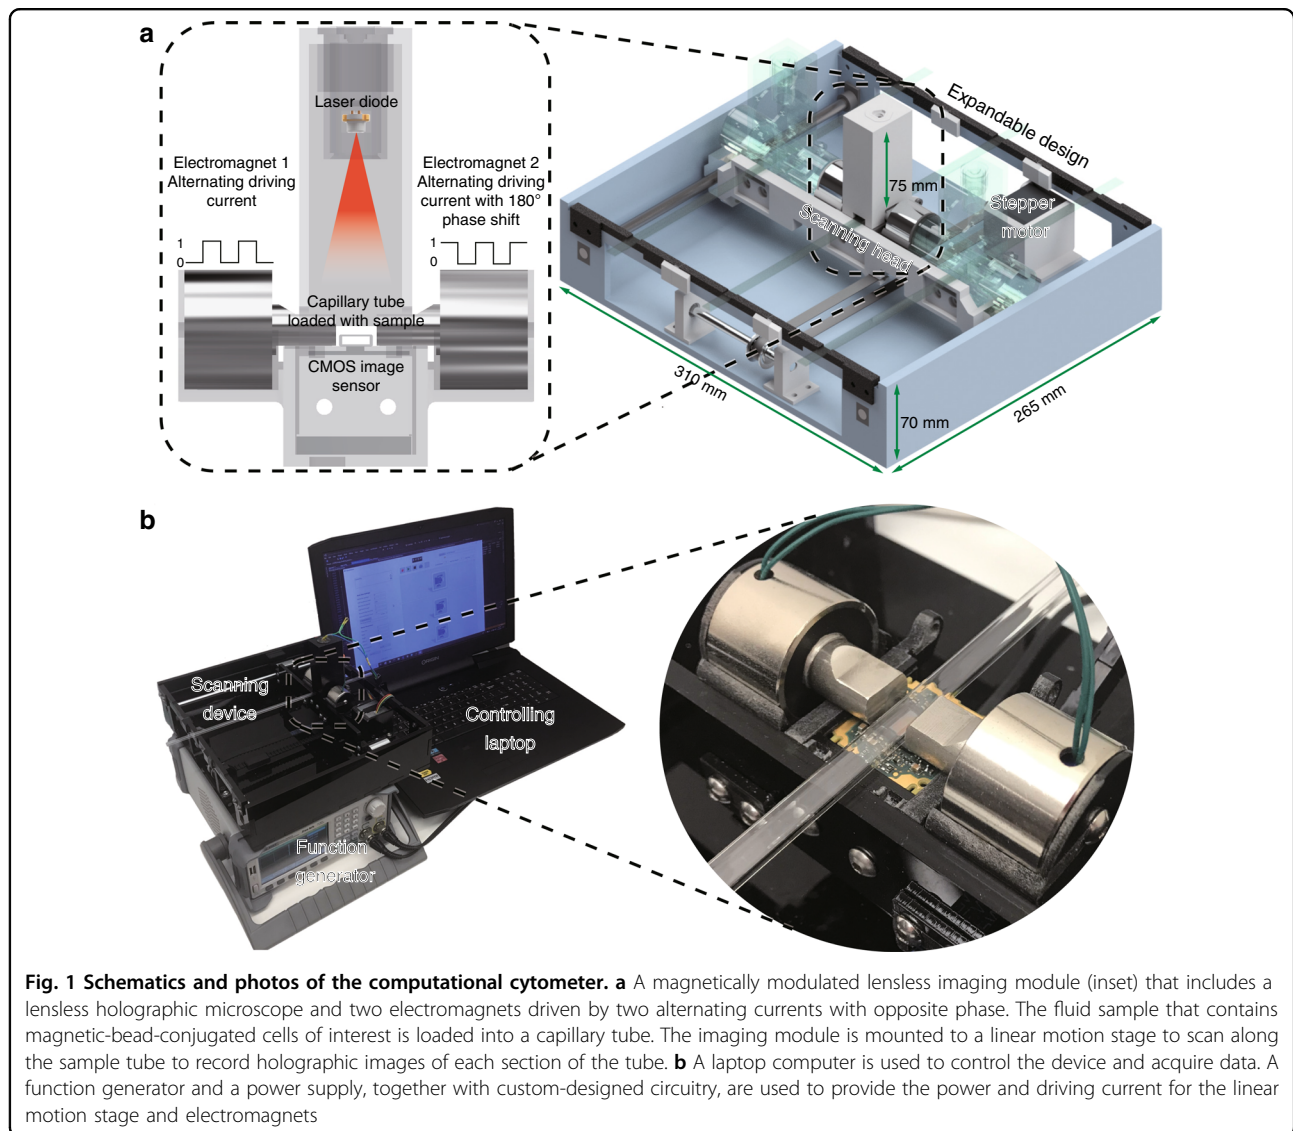 a
Laser diode
Electromagnet 1
Alternating driving
current
Electromagnet 2
Alternating driving
current with 180°
phase shift
1
0
1
0
Capillary tube
loaded with sample
CMOS image
sensor
Expandable design
75 mm
Stepper
motor
Scanning head
310 mm
265 mm
70 mm
b
Scanning
device
Controlling
laptop
Function
generator
Fig. 1 Schematics and photos of the computational cytometer. a A magnetically modulated lensless imaging module (inset) that includes a
lensless holographic microscope and two electromagnets driven by two alternating currents with opposite phase. The fluid sample that contains
magnetic-bead-conjugated cells of interest is loaded into a capillary tube. The imaging module is mounted to a linear motion stage to scan along
the sample tube to record holographic images of each section of the tube. b A laptop computer is used to control the device and acquire data. A
function generator and a power supply, together with custom-designed circuitry, are used to provide the power and driving current for the linear
motion stage and electromagnets